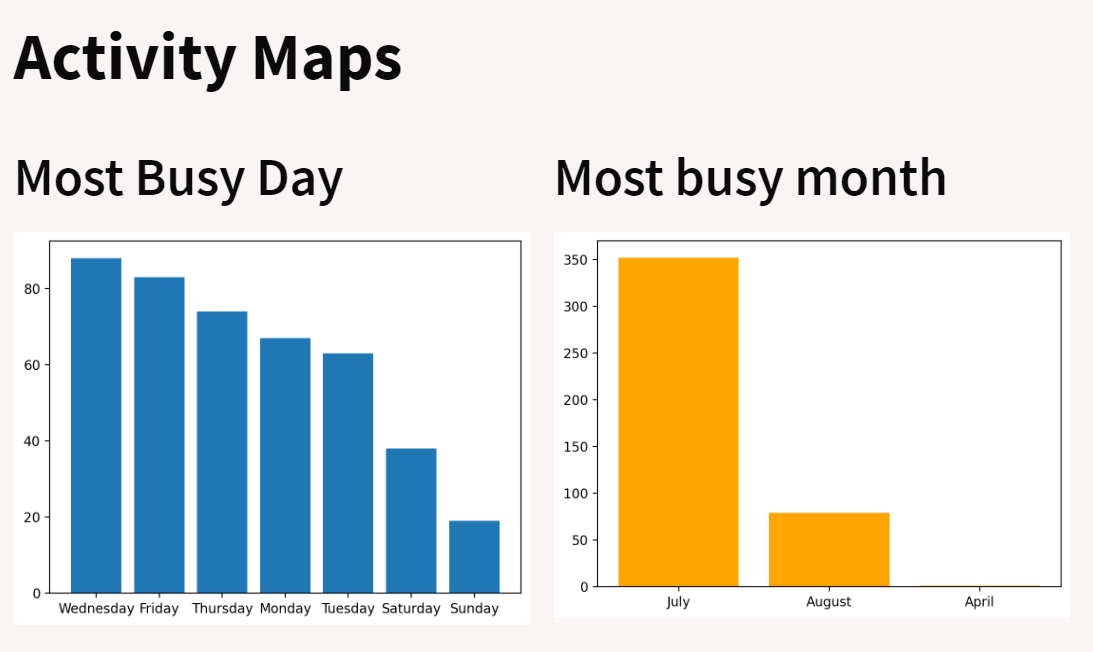 Activity Maps
Most Busy Day
Most busy month
80
60
40
20
0
Wednesday Friday Thursday Monday Tuesday Saturday Sunday
350
300
250
200
150
100
50
0
July August April